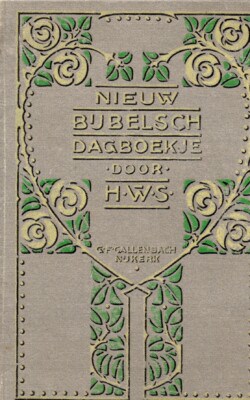 NIEUW
BIJBELSCH
DAGBOEKJE
·DOOR·
H·W·S·
G·F·CALLENBACH
NIJKERK